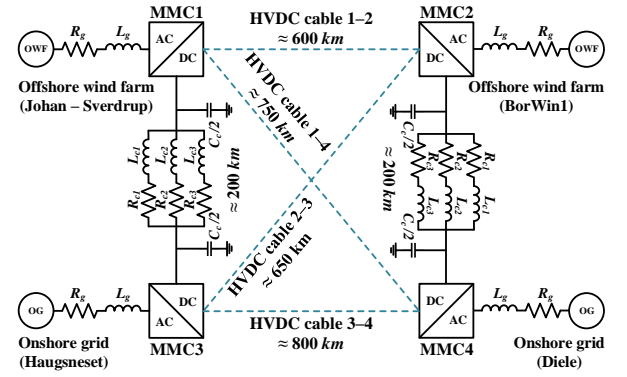 MMC1
HVDC cable 1–2
MMC2
≈ 600 km
OWF
Rg
Lg
AC
DC
AC
DC
Lg
Rg
OWF
Offshore wind farm
(Johan – Sverdrup)
HVDC cable 1–4
≈ 750 km
Offshore wind farm
(BorWin1)
Cc/2
Lc1
Lc2
Lc3
Rc1
Rc2
Rc3
≈ 200 km
Cc/2
≈ 200 km
Cc/2
Rc3
Rc2
Rc1
Lc3
Lc2
Lc1
Cc/2
HVDC cable 2–3
≈ 650 km
OG
Rg
Lg
DC
AC
DC
AC
Lg
Rg
OG
Onshore grid
(Haugsneset)
MMC3
HVDC cable 3–4
≈ 800 km
MMC4
Onshore grid
(Diele)